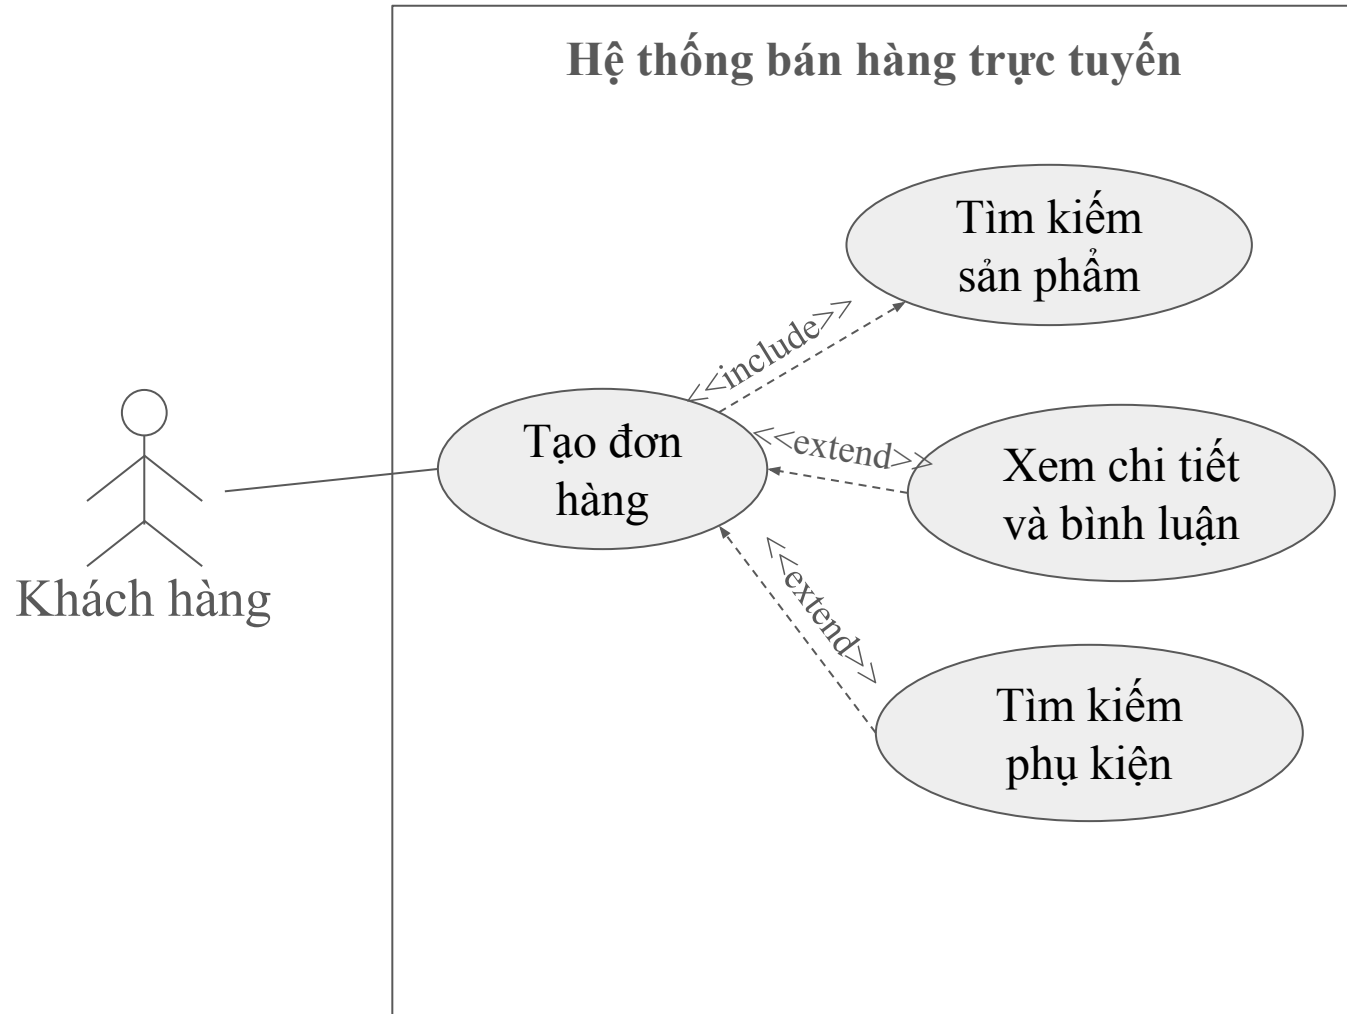 Hệ thống bán hàng trực tuyến
Tìm kiếm
sản phẩm
<<include>>
Tạo đơn
hàng
<<extend>>
Xem chi tiết
và bình luận
<<extend>>
Khách hàng
Tìm kiếm
phụ kiện